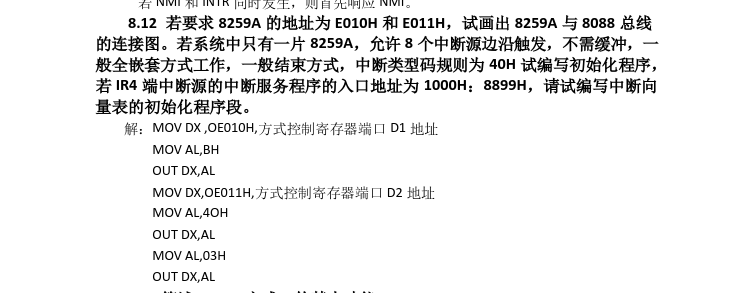 若 NMI 和 INTR 同时发生，则首先响应 NMI。
8.12 若要求 8259A 的地址为 E010H 和 E011H，试画出 8259A 与 8088 总线
的连接图。若系统中只有一片 8259A，允许 8 个中断源边沿触发，不需缓冲，一
般全嵌套方式工作，一般结束方式，中断类型码规则为 40H 试编写初始化程序，
若 IR4 端中断源的中断服务程序的入口地址为 1000H：8899H，请试编写中断向
量表的初始化程序段。
解：MOV DX ,OE010H,方式控制寄存器端口 D1 地址
MOV AL,BH
OUT DX,AL
MOV DX,OE011H,方式控制寄存器端口 D2 地址
MOV AL,4OH
OUT DX,AL
MOV AL,03H
OUT DX,AL